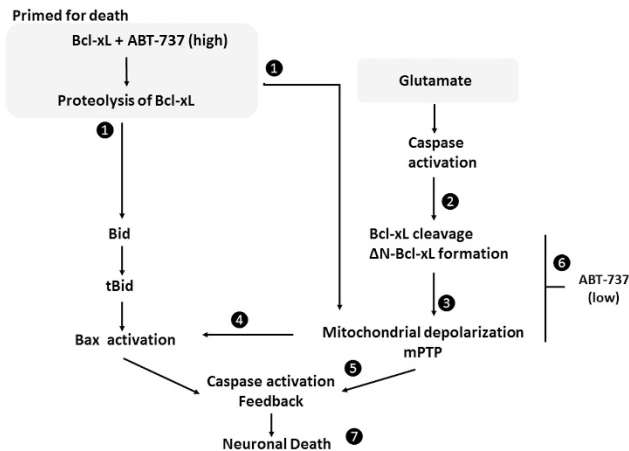 Primed for death
Bcl-xL + ABT-737 (high)
Proteolysis of Bcl-xL
1
1
Glutamate
Caspase
activation
2
Bcl-xL cleavage
ΔN-Bcl-xL formation
6
ABT-737
(low)
Bid
tBid
3
4
Bax activation
Mitochondrial depolarization
mPTP
5
Caspase activation
Feedback
Neuronal Death
7